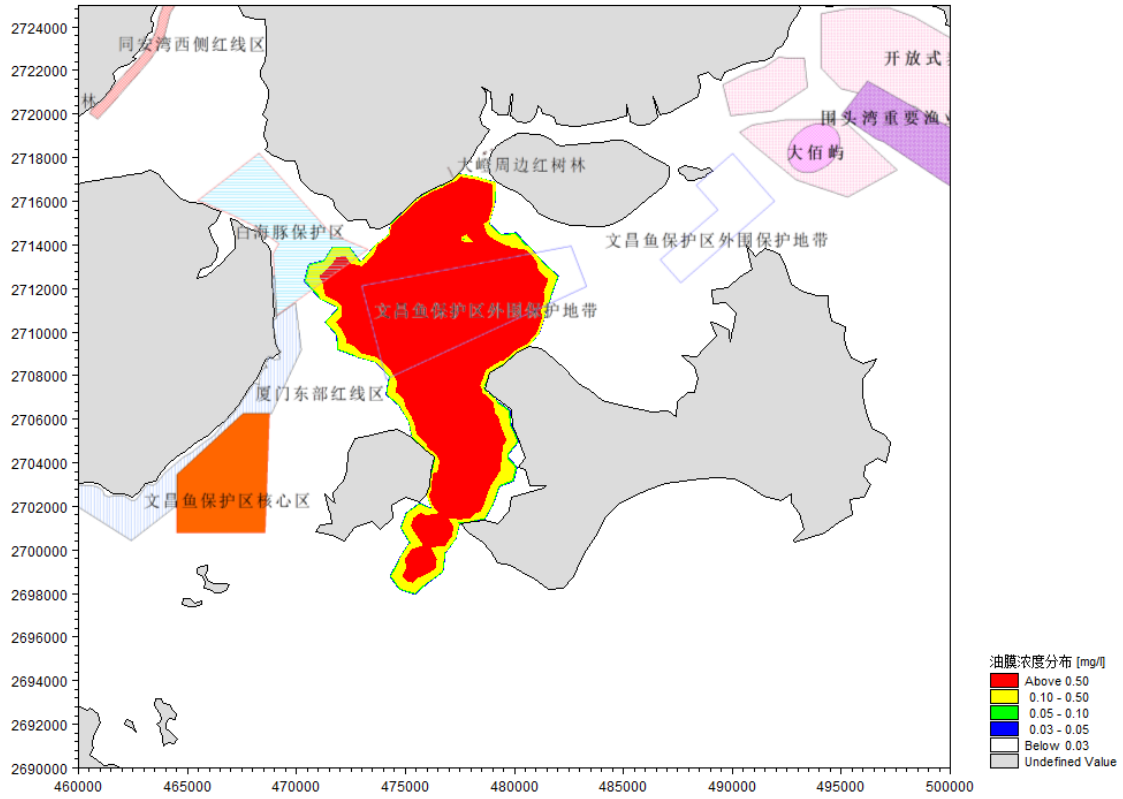 2724000
2722000
2720000
2718000
2716000
2714000
2712000
2710000
2708000
2706000
2704000
2702000
2700000
2698000
2696000
2694000
2692000
2690000
460000
465000
470000
475000
480000
485000
490000
495000
500000
同安湾西侧红线区
林
开放式
围头湾重要渔
大佰屿
大嶝周边红树林
白海豚保护区
文昌鱼保护区外围保护地带
文昌鱼保护区外围保护地带
厦门东部红线区
文昌鱼保护区核心区
油膜浓度分布 [mg/l]
Above 0.50
0.10 - 0.50
0.05 - 0.10
0.03 - 0.05
Below 0.03
Undefined Value